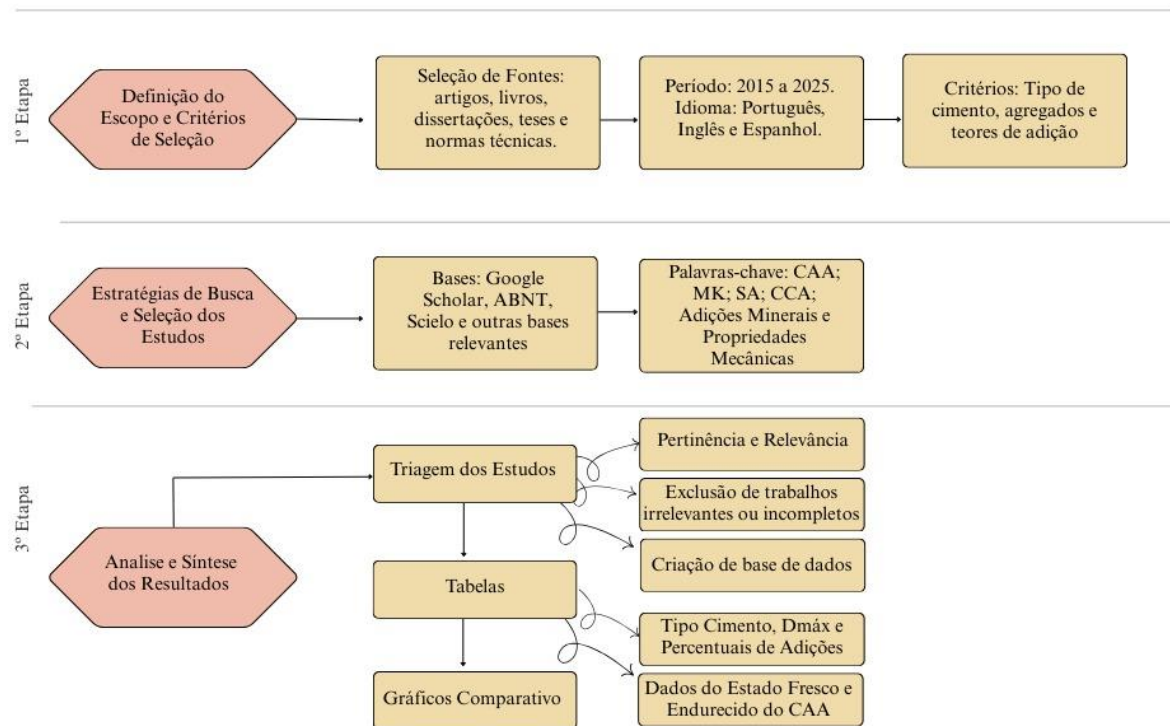 1º Etapa
Definição do
Escopo e Critérios
de Seleção
Seleção de Fontes:
artigos, livros,
dissertações, teses e
normas técnicas.
Período: 2015 a 2025.
Idioma: Português,
Inglês e Espanhol.
Critérios: Tipo de
cimento, agregados e
teores de adição
2º Etapa
Estratégias de Busca
e Seleção dos
Estudos
Bases: Google
Scholar, ABNT,
Scielo e outras bases
relevantes
Palavras-chave: CAA;
MK; SA; CCA;
Adições Minerais e
Propriedades
Mecânicas
3º Etapa
Analise e Síntese
dos Resultados
Triagem dos Estudos
Pertinência e Relevância
Exclusão de trabalhos
irrelevantes ou incompletos
Criação de base de dados
Tabelas
Tipo Cimento, Dmáx e
Percentuais de Adições
Dados do Estado Fresco e
Endurecido do CAA
Gráficos Comparativo